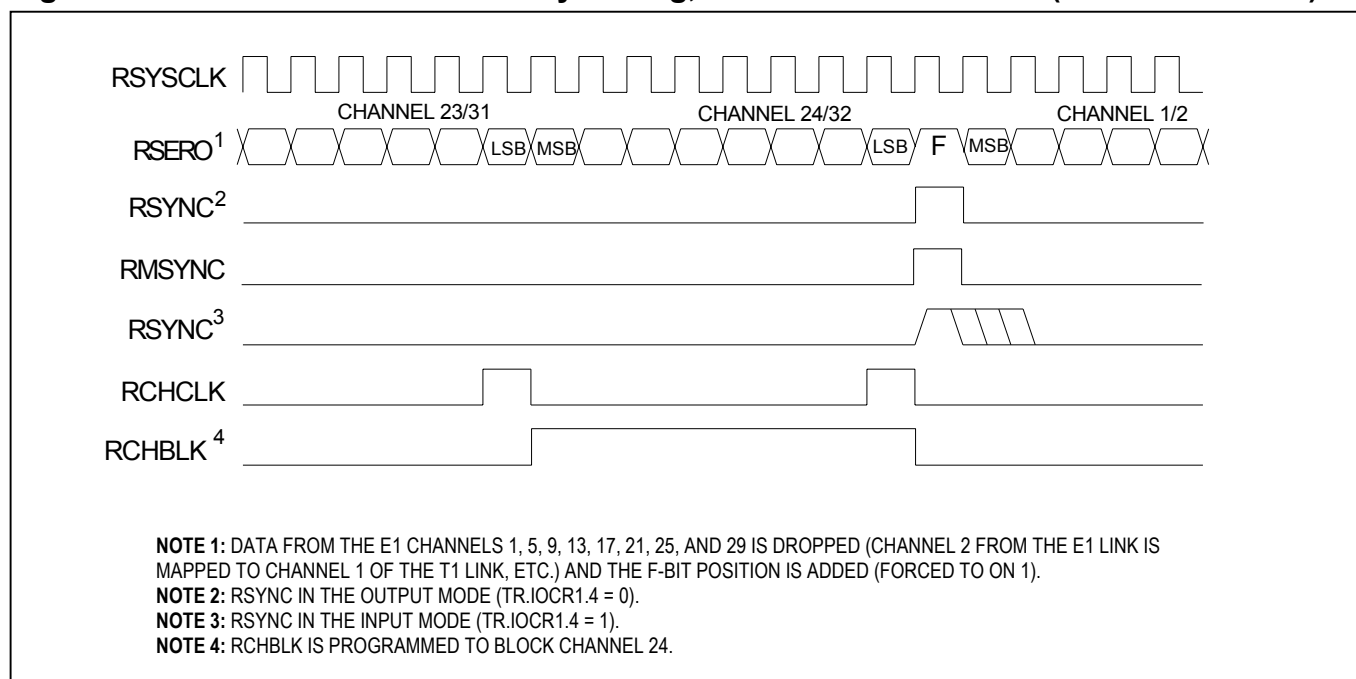 RSYSCLK
CHANNEL 23/31 CHANNEL 24/32 CHANNEL 1/2
RSERO1 LSB MSB LSB F MSB
RSYNC2
RMSYNC
RSYNC3
RCHCLK
RCHBLK 4
NOTE 1: DATA FROM THE E1 CHANNELS 1, 5, 9, 13, 17, 21, 25, AND 29 IS DROPPED (CHANNEL 2 FROM THE E1 LINK IS
MAPPED TO CHANNEL 1 OF THE T1 LINK, ETC.) AND THE F-BIT POSITION IS ADDED (FORCED TO ON 1).
NOTE 2: RSYNC IN THE OUTPUT MODE (TR.IOCR1.4 = 0).
NOTE 3: RSYNC IN THE INPUT MODE (TR.IOCR1.4 = 1).
NOTE 4: RCHBLK IS PROGRAMMED TO BLOCK CHANNEL 24.